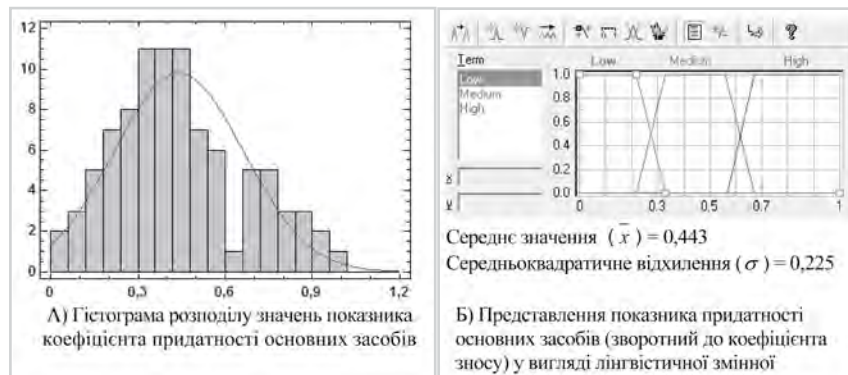 12
10
8
6
4
2
0
0 0,3 0,6 0,9 1,2
А) Гістограма розподілу значень показника
коефіцієнта придатності основних засобів
Term
Low
Medium
High
x
y
Low Medium High
1.0
0.8
0.6
0.4
0.2
0.0
0 0.3 0.5 0.7 1
Середнє значення ( x̄ ) = 0,443
Середньоквадратичне відхилення ( σ ) = 0,225
Б) Представлення показника придатності
основних засобів (зворотний до коефіцієнта
зносу) у вигляді лінгвістичної змінної